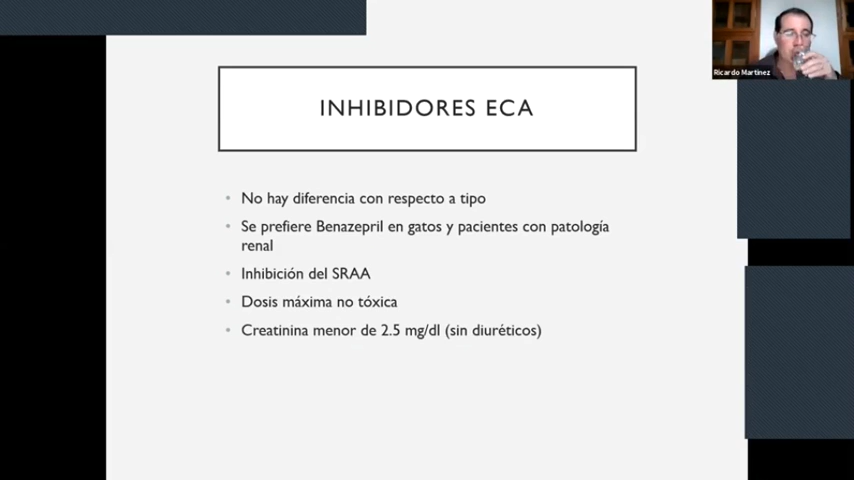 Ricardo Martinez
INHIBIDORES ECA
• No hay diferencia con respecto a tipo
• Se prefiere Benazepril en gatos y pacientes con patología
renal
• Inhibición del SRAA
• Dosis máxima no tóxica
• Creatinina menor de 2.5 mg/dl (sin diuréticos)